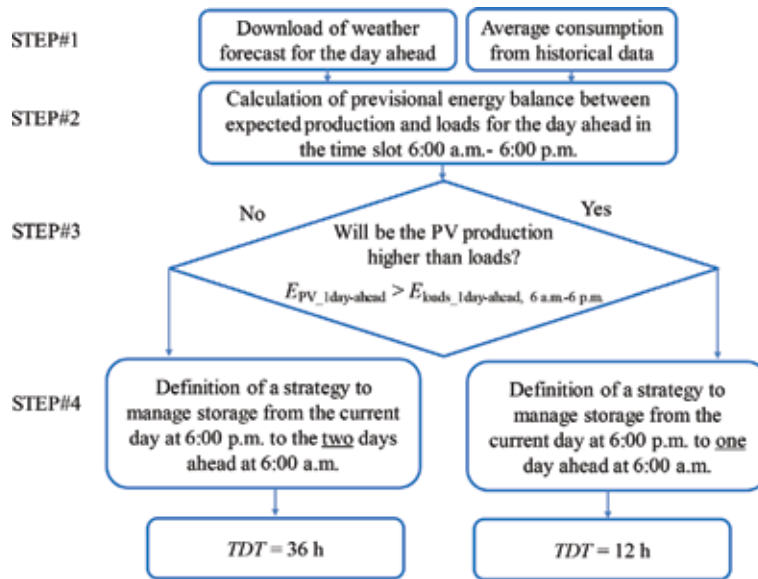 STEP#1
Download of weather
forecast for the day ahead
Average consumption
from historical data
STEP#2
Calculation of previsional energy balance between
expected production and loads for the day ahead in
the time slot 6:00 a.m.- 6:00 p.m.
STEP#3
No
Yes
Will be the PV production
higher than loads?
EPV_1day-ahead > Eloads_1day-ahead, 6 a.m.-6 p.m.
STEP#4
Definition of a strategy to
manage storage from the current
day at 6:00 p.m. to the two days
ahead at 6:00 a.m.
Definition of a strategy to
manage storage from the
current day at 6:00 p.m. to one
day ahead at 6:00 a.m.
TDT = 36 h
TDT = 12 h